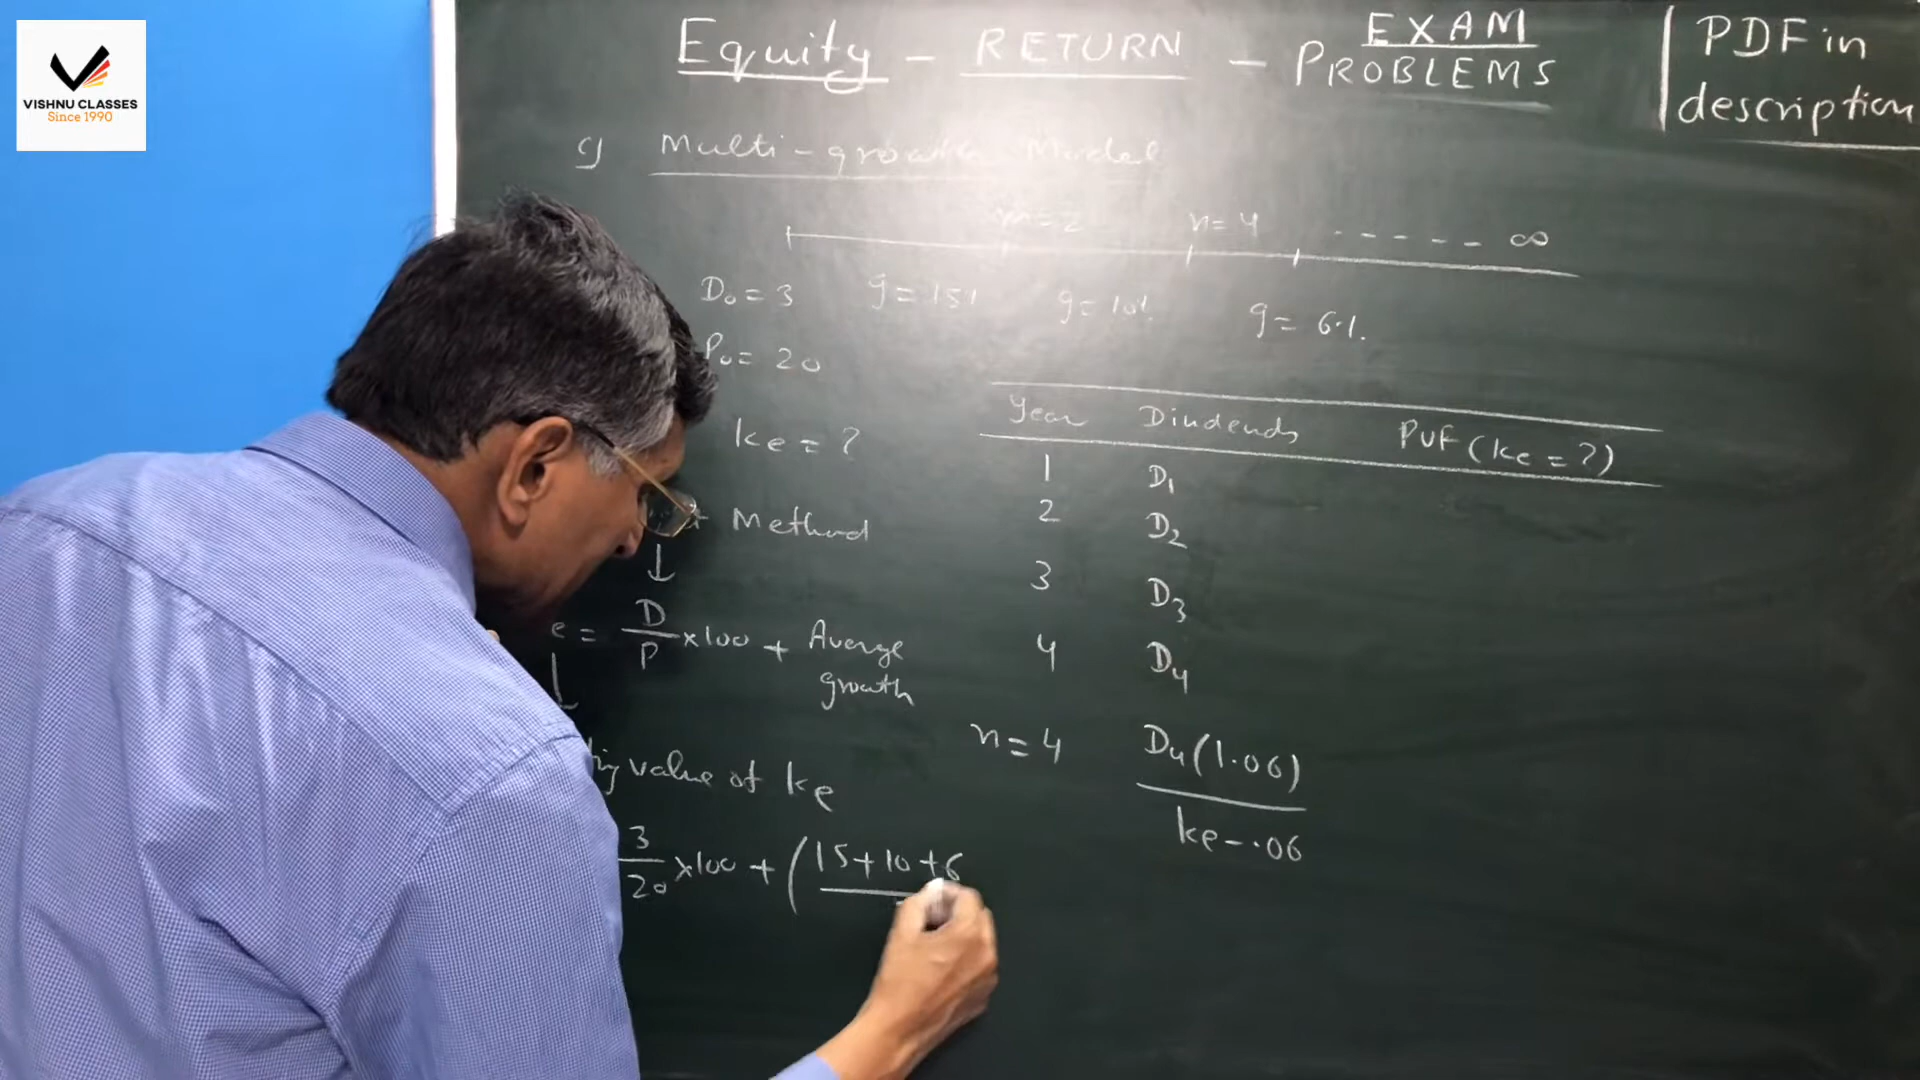 VISHNU CLASSES
Since 1990
Equity - RETURN - EXAM PROBLEMS
PDF in
description
c) Multi-growth Model
n=2 n=4 - - - - - ∞
D₀ = 3 g = 15% g = 10% g = 6%.
P₀ = 20
ke = ?
Method
↓
e = D/P ×100 + Average
growth
value of ke
3/20 ×100 + (15+10+6
Year Dividends PVF (ke = ?)
1 D₁
2 D₂
3 D₃
4 D₄
n=4 D₄(1.06)
ke-.06